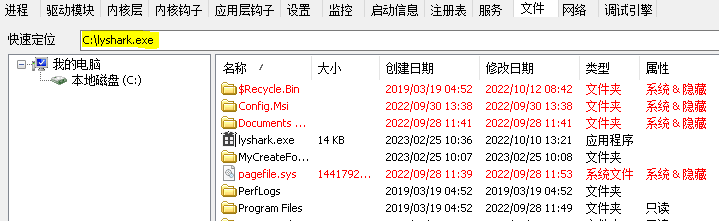 进程 驱动模块 内核层 内核钩子 应用层钩子 设置 监控 启动信息 注册表 服务 文件 网络 调试引擎
快速定位 C:\lyshark.exe
我的电脑
本地磁盘 (C:)
名称 大小 创建日期 修改日期 类型 属性
$Recycle.Bin 2019/03/19 04:52 2022/10/12 08:42 文件夹 系统 & 隐藏
Config.Msi 2022/09/30 13:38 2022/09/30 13:38 文件夹 系统 & 隐藏
Documents ... 2022/09/28 11:41 2022/09/28 11:41 文件夹 系统 & 隐藏
lyshark.exe 14 KB 2023/02/25 10:36 2022/10/10 13:21 应用程序
MyCreateFo... 2023/02/25 10:07 2023/02/25 10:08 文件夹
pagefile.sys 1441792... 2022/09/28 11:39 2022/09/28 11:53 系统文件 系统 & 隐藏
PerfLogs 2019/03/19 04:52 2019/03/19 04:52 文件夹
Program Files 2019/03/19 04:52 2022/09/28 11:41 文件夹 只读